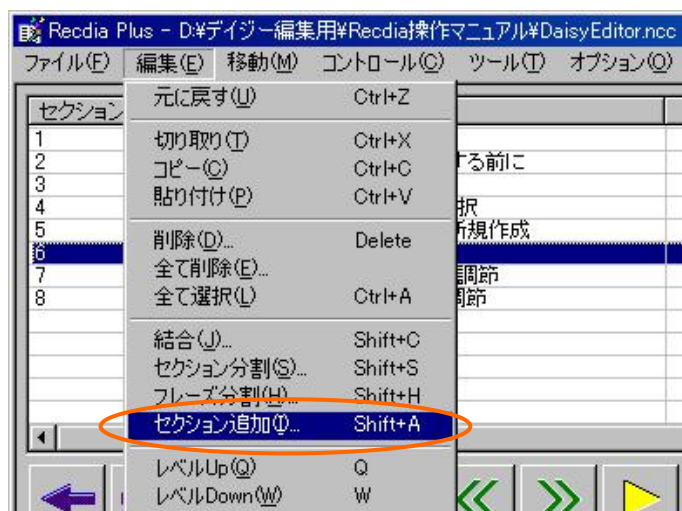 Recdia Plus - D:¥デイジー編集用¥Recdia操作マニュアル¥DaisyEditor.ncc
ファイル(F) 編集(E) 移動(M) コントロール(C) ツール(T) オプション(O)
セクション
1
2 する前に
3
4 択
5 新規作成
6
7 調節
8 調節
元に戻す(U) Ctrl+Z
切り取り(T) Ctrl+X
コピー(C) Ctrl+C
貼り付け(P) Ctrl+V
削除(D)... Delete
全て削除(E)...
全て選択(L) Ctrl+A
結合(J)... Shift+C
セクション分割(S)... Shift+S
フレーズ分割(H)... Shift+H
セクション追加(I)... Shift+A
レベルUp(Q) Q
レベルDown(W) W